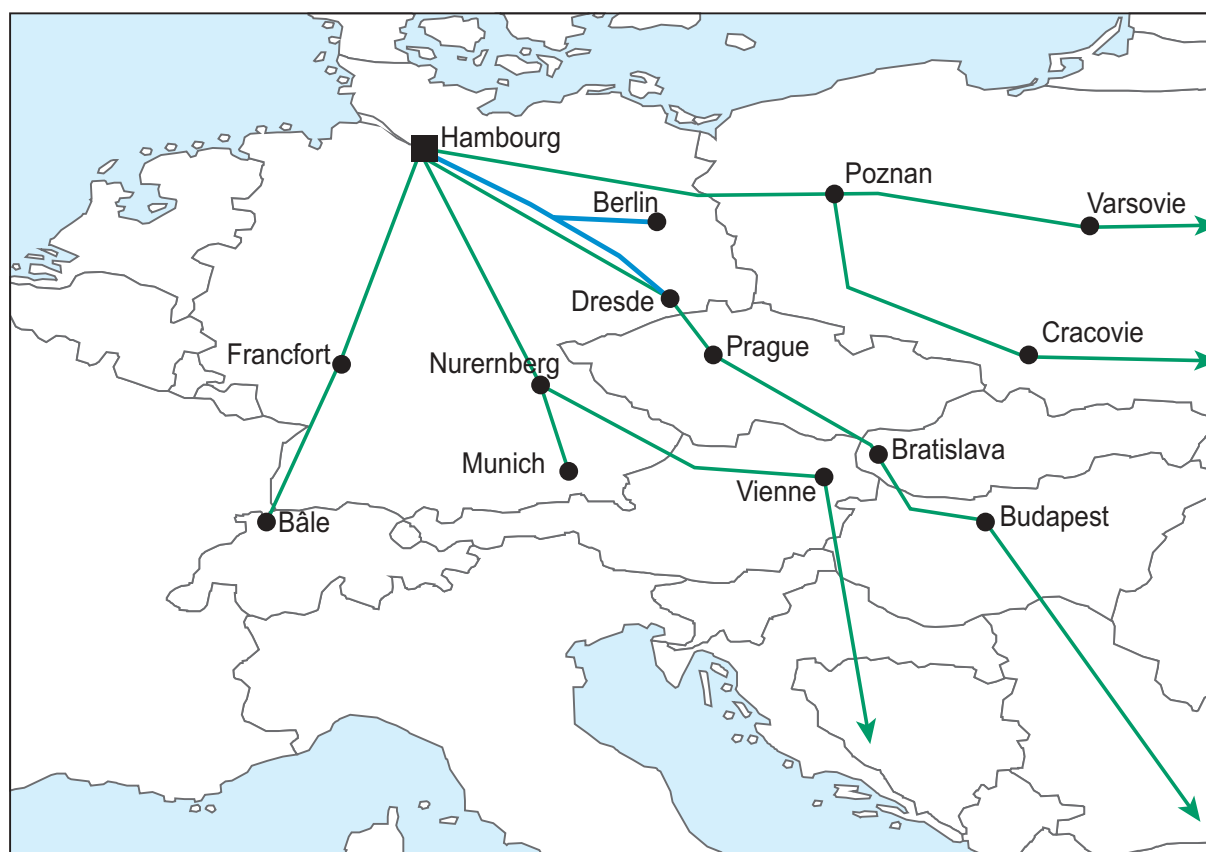 Hambourg
Poznan
Berlin
Varsovie
Dresde
Cracovie
Francfort
Prague
Nurernberg
Bratislava
Munich
Vienne
Bâle
Budapest